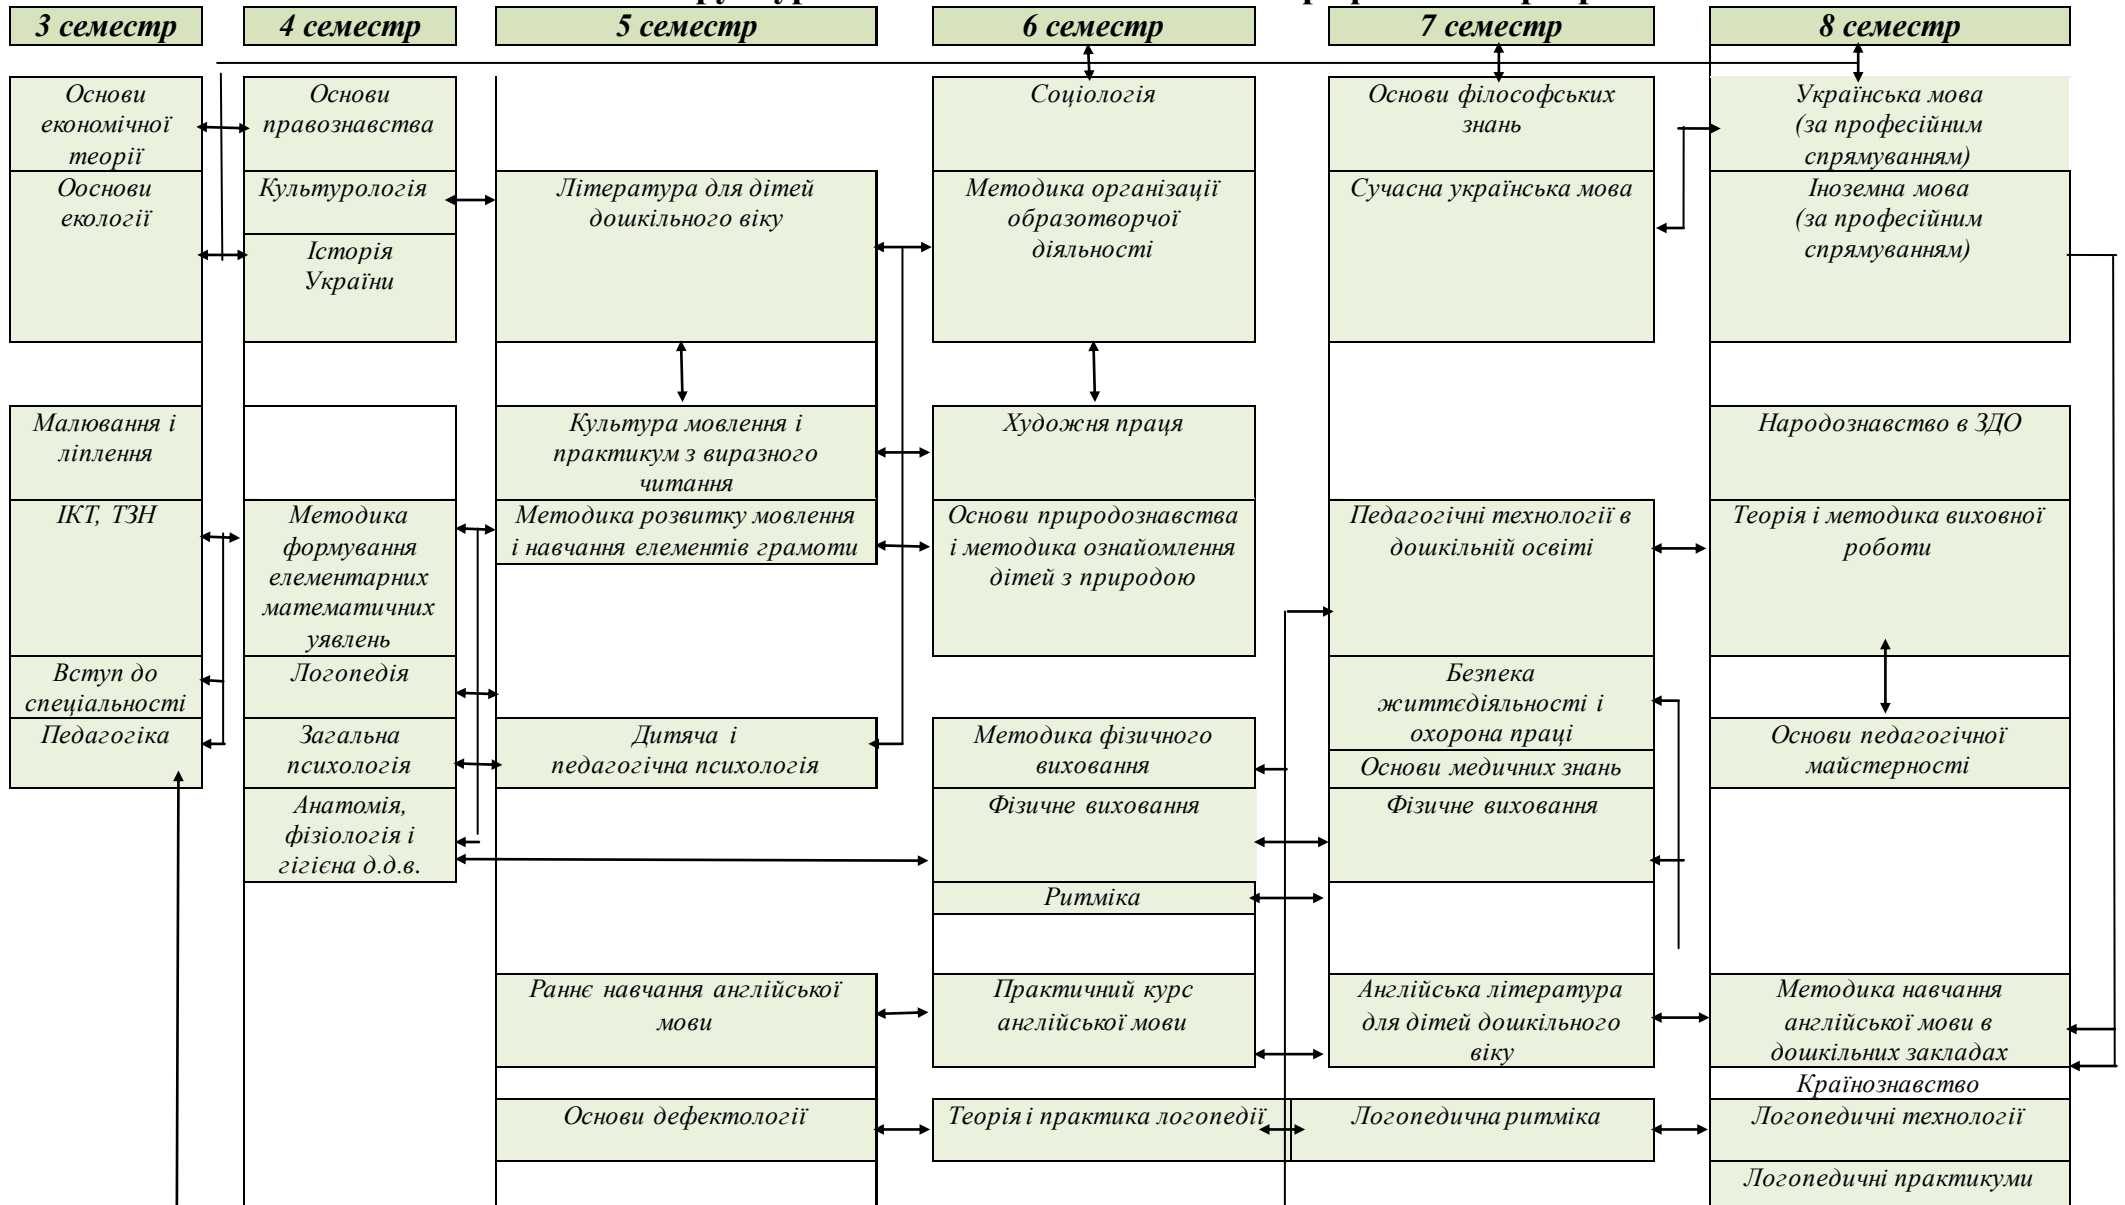 3 семестр
4 семестр
5 семестр
6 семестр
7 семестр
8 семестр
Основи
економічної
теорії
Ооснови
екології
Малювання і
ліплення
ІКТ, ТЗН
Вступ до
спеціальності
Педагогіка
Основи
правознавства
Культурологія
Історія
України
Методика
формування
елементарних
математичних
уявлень
Логопедія
Загальна
психологія
Анатомія,
фізіологія і
гігієна д.д.в.
Література для дітей
дошкільного віку
Культура мовлення і
практикум з виразного
читання
Методика розвитку мовлення
і навчання елементів грамоти
Дитяча і
педагогічна психологія
Раннє навчання англійської
мови
Основи дефектології
Соціологія
Методика організації
образотворчої
діяльності
Художня праця
Основи природознавства
і методика ознайомлення
дітей з природою
Методика фізичного
виховання
Фізичне виховання
Ритміка
Практичний курс
англійської мови
Теорія і практика логопедії
Основи філософських
знань
Сучасна українська мова
Педагогічні технології в
дошкільній освіті
Безпека
життєдіяльності і
охорона праці
Основи медичних знань
Фізичне виховання
Англійська література
для дітей дошкільного
віку
Логопедична ритміка
Українська мова
(за професійним
спрямуванням)
Іноземна мова
(за професійним
спрямуванням)
Народознавство в ЗДО
Теорія і методика виховної
роботи
Основи педагогічної
майстерності
Методика навчання
англійської мови в
дошкільних закладах
Країнознавство
Логопедичні технології
Логопедичні практикуми